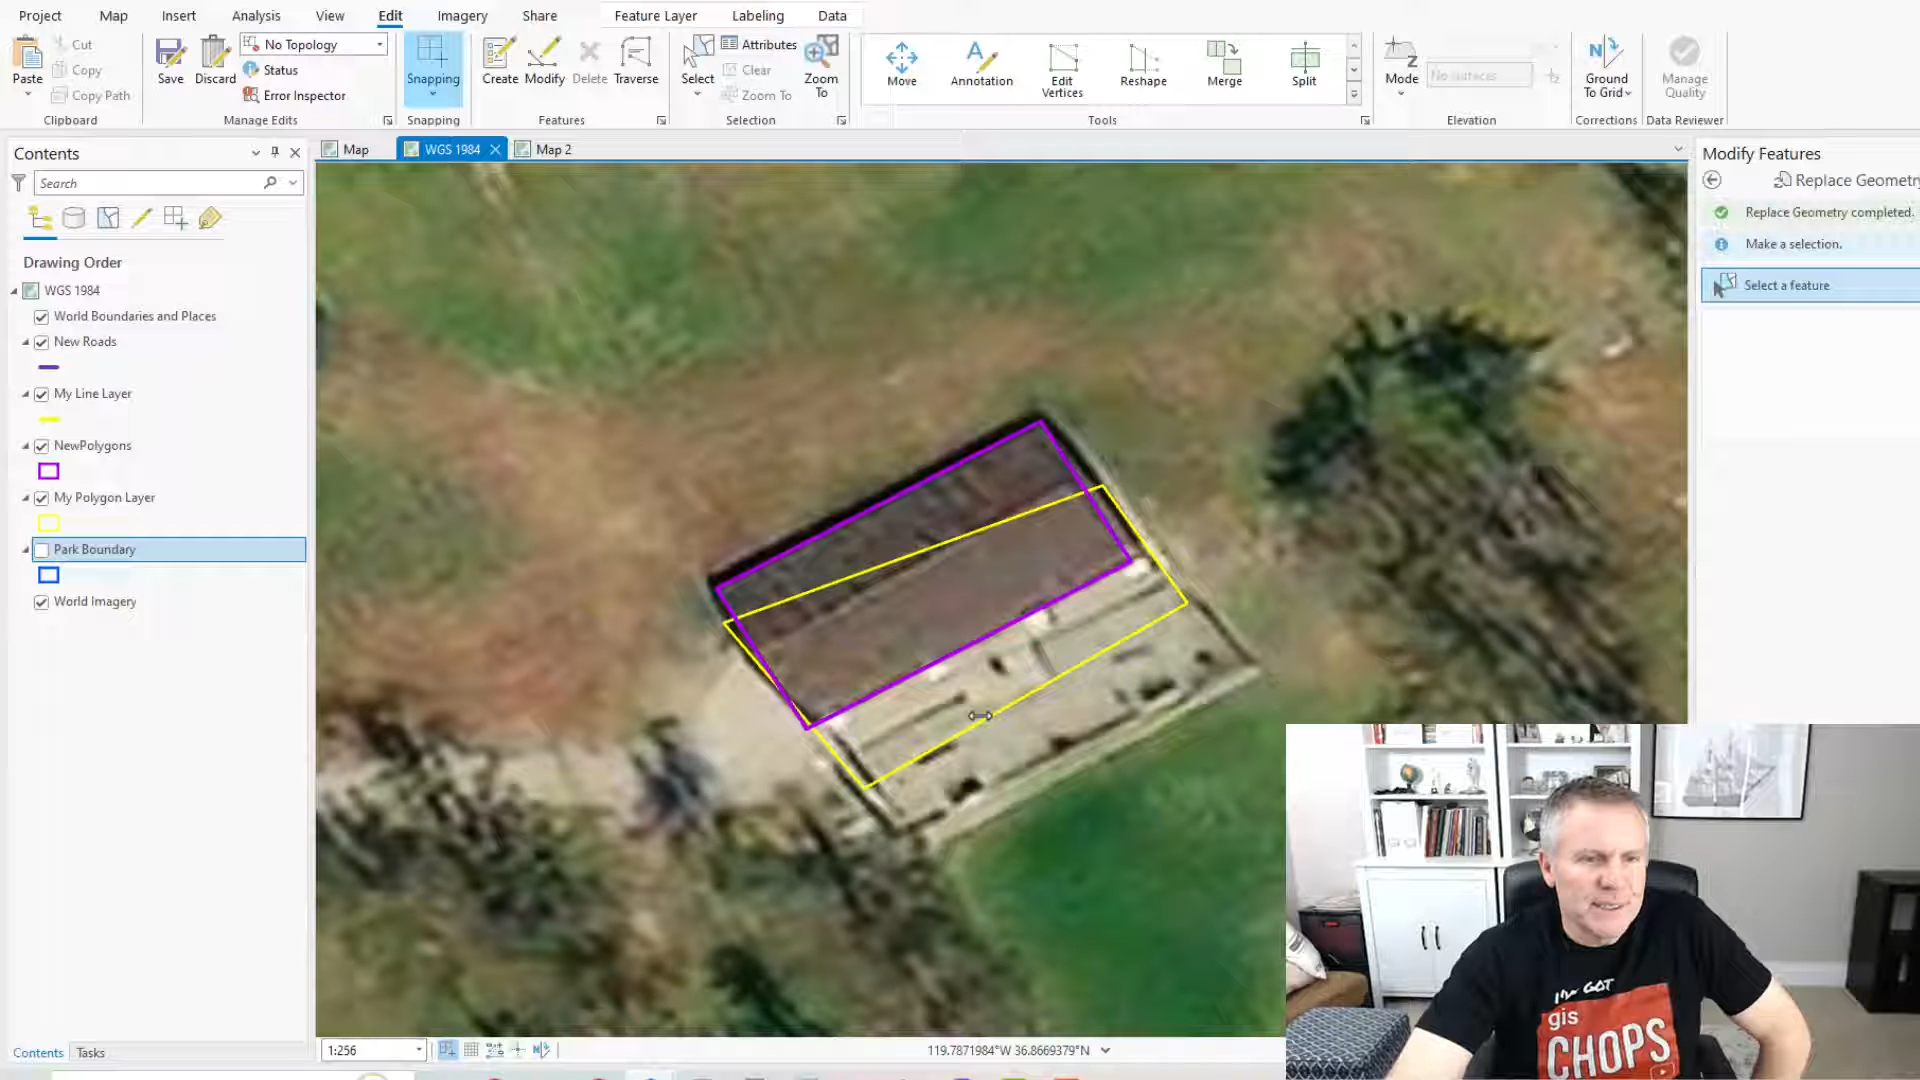 Project Map Insert Analysis View Edit Imagery Share Feature Layer Labeling Data
Paste
Cut
Copy
Copy Path
Clipboard
Save
Discard
No Topology
Status
Error Inspector
Manage Edits
Snapping
Snapping
Create
Modify
Delete
Traverse
Features
Select
Attributes
Clear
Zoom To
Zoom
To
Selection
Move
Annotation
Edit
Vertices
Reshape
Merge
Split
Tools
Mode
No surfaces
Elevation
Ground
To Grid
Corrections
Manage
Quality
Data Reviewer
Contents
Search
Drawing Order
WGS 1984
World Boundaries and Places
New Roads
My Line Layer
NewPolygons
My Polygon Layer
Park Boundary
World Imagery
Contents Tasks
Map WGS 1984 Map 2
1:256
119.7871984°W 36.8669379°N
Modify Features
Replace Geometry
Replace Geometry completed.
Make a selection.
Select a feature
I'VE GOT
gis
CHOPS